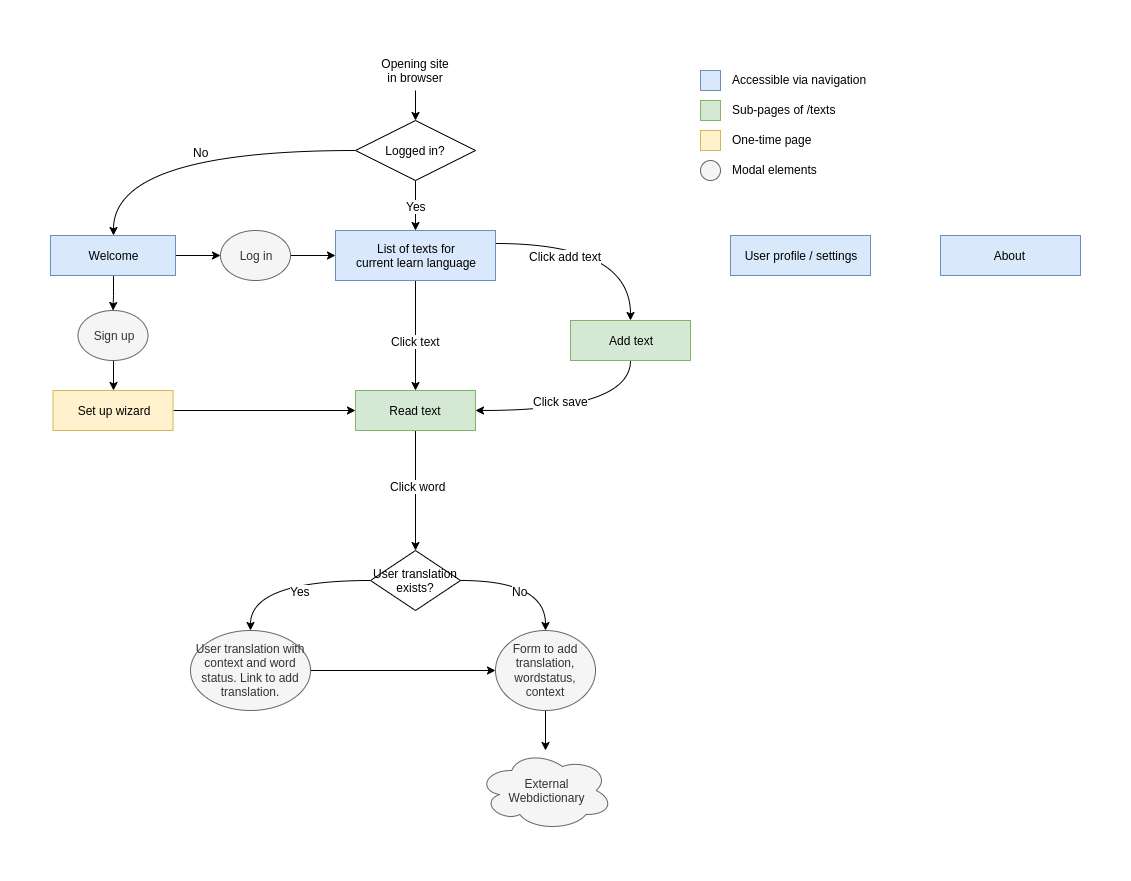 Opening site
in browser
Accessible via navigation
Sub-pages of /texts
One-time page
Modal elements
Logged in?
No
Yes
Welcome
Log in
List of texts for
current learn language
Click add text
User profile / settings
About
Sign up
Click text
Add text
Set up wizard
Read text
Click save
Click word
User translation
exists?
Yes
No
User translation with
context and word
status. Link to add
translation.
Form to add
translation,
wordstatus,
context
External
Webdictionary